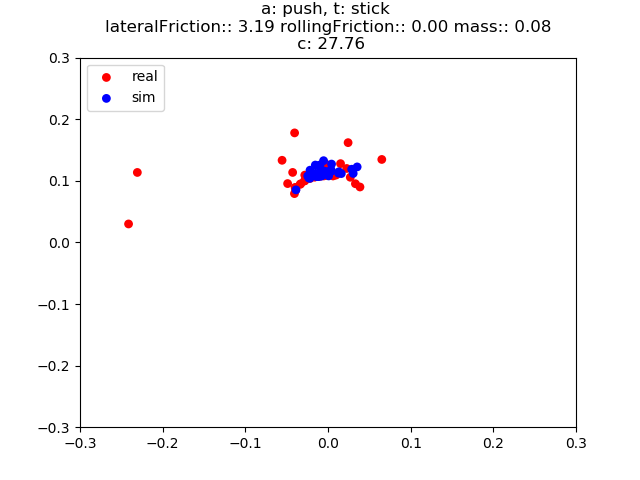 a: push, t: stick
lateralFriction:: 3.19 rollingFriction:: 0.00 mass:: 0.08
c: 27.76
real
sim
0.3
0.2
0.1
0.0
−0.1
−0.2
−0.3
−0.3
−0.2
−0.1
0.0
0.1
0.2
0.3